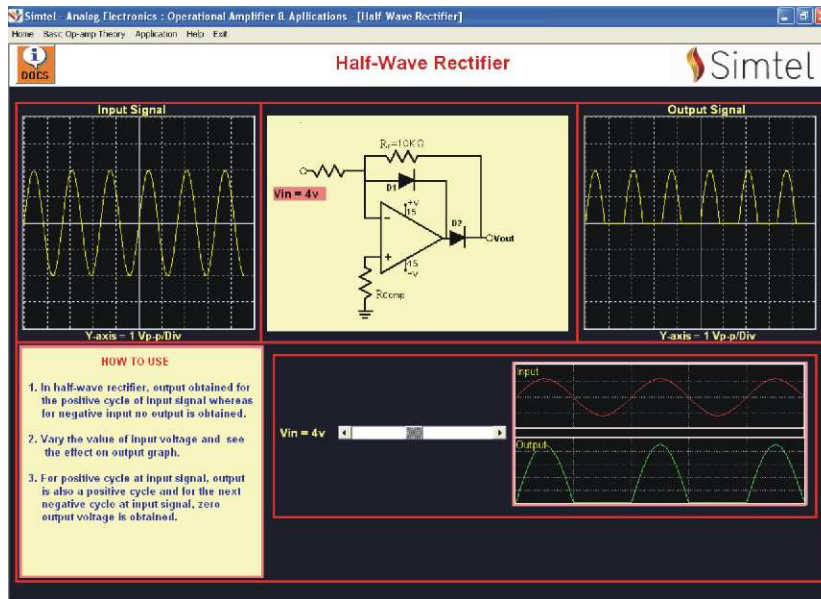 Simtel - Analog Electronics : Operational Amplifier & Apllications - [Half Wave Rectifier]
Home Basic Op-amp Theory Application Help Exit
i
DOCS
Half-Wave Rectifier
Simtel
Input Signal
Output Signal
Rf=10KΩ
Vin = 4v
D1
+V
15
D2
Vout
15
-V
RComp
Y-axis = 1 Vp-p/Div
Y-axis = 1 Vp-p/Div
HOW TO USE
1. In half-wave rectifier, output obtained for
the positive cycle of input signal whereas
for negative input no output is obtained.
2. Vary the value of input voltage and see
the effect on output graph.
3. For positive cycle at input signal, output
is also a positive cycle and for the next
negative cycle at input signal, zero
output voltage is obtained.
Vin = 4v
Input
Output